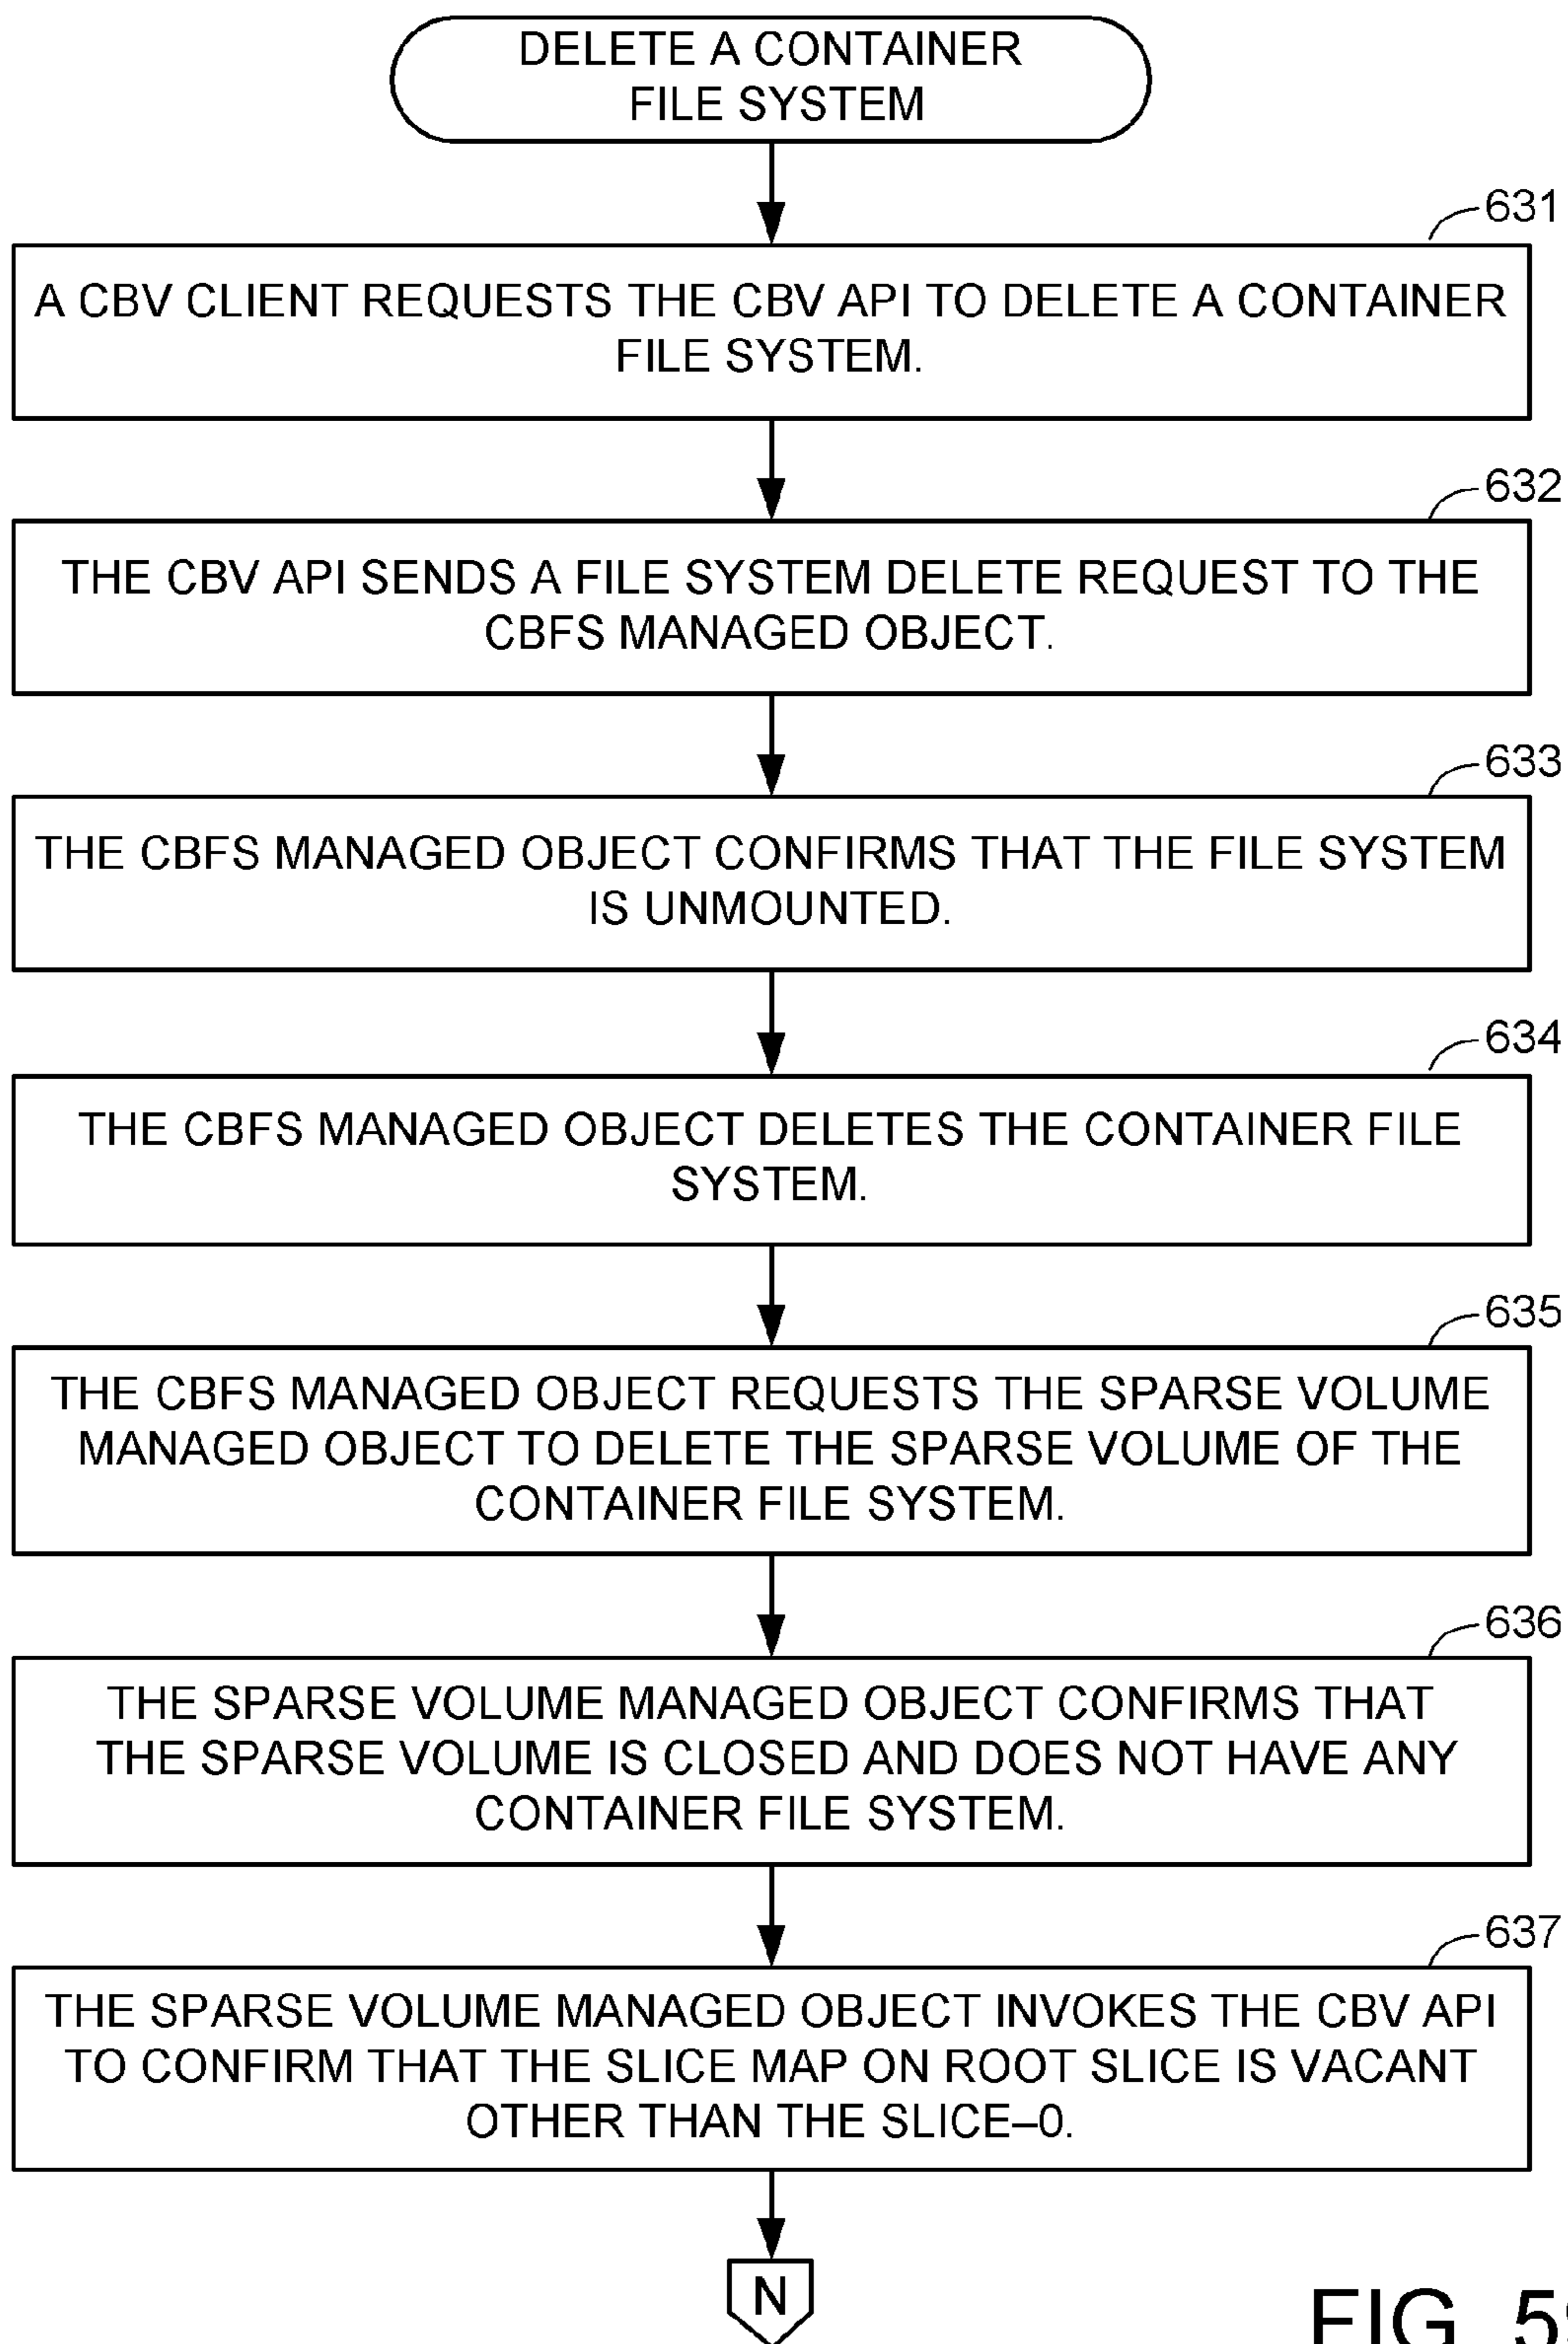 DELETE A CONTAINER
FILE SYSTEM
631
A CBV CLIENT REQUESTS THE CBV API TO DELETE A CONTAINER
FILE SYSTEM.
632
THE CBV API SENDS A FILE SYSTEM DELETE REQUEST TO THE
CBFS MANAGED OBJECT.
633
THE CBFS MANAGED OBJECT CONFIRMS THAT THE FILE SYSTEM
IS UNMOUNTED.
634
THE CBFS MANAGED OBJECT DELETES THE CONTAINER FILE
SYSTEM.
635
THE CBFS MANAGED OBJECT REQUESTS THE SPARSE VOLUME
MANAGED OBJECT TO DELETE THE SPARSE VOLUME OF THE
CONTAINER FILE SYSTEM.
636
THE SPARSE VOLUME MANAGED OBJECT CONFIRMS THAT
THE SPARSE VOLUME IS CLOSED AND DOES NOT HAVE ANY
CONTAINER FILE SYSTEM.
637
THE SPARSE VOLUME MANAGED OBJECT INVOKES THE CBV API
TO CONFIRM THAT THE SLICE MAP ON ROOT SLICE IS VACANT
OTHER THAN THE SLICE–0.
N
FIG. 5